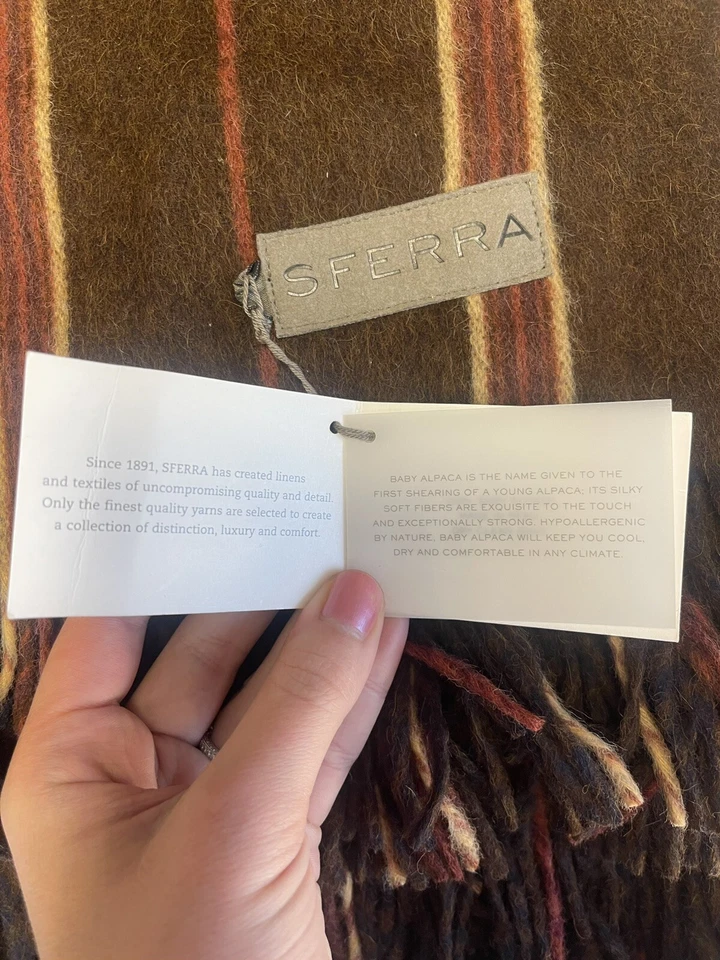 SFERRA
Since 1891, SFERRA has created linens
and textiles of uncompromising quality and detail.
Only the finest quality yarns are selected to create
a collection of distinction, luxury and comfort.
BABY ALPACA IS THE NAME GIVEN TO THE
FIRST SHEARING OF A YOUNG ALPACA; ITS SILKY
SOFT FIBERS ARE EXQUISITE TO THE TOUCH
AND EXCEPTIONALLY STRONG. HYPOALLERGENIC
BY NATURE, BABY ALPACA WILL KEEP YOU COOL,
DRY AND COMFORTABLE IN ANY CLIMATE.